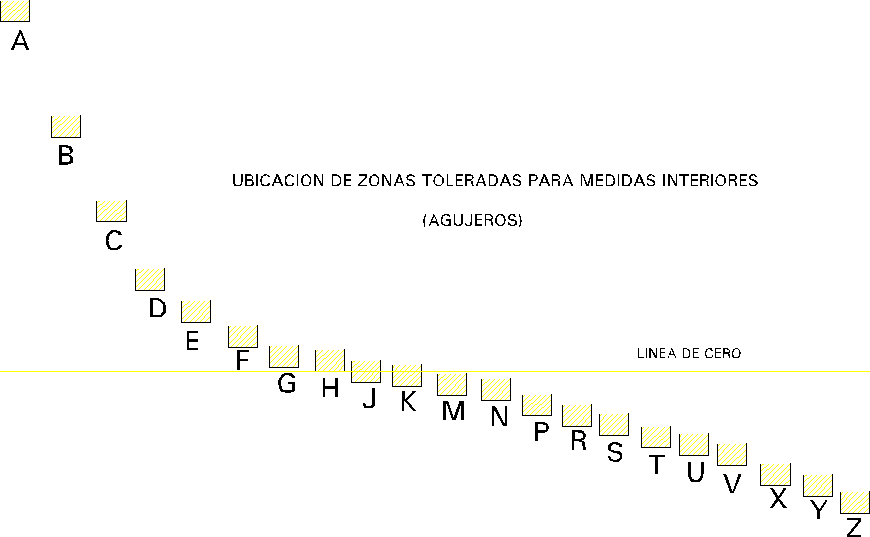 A
B
UBICACION DE ZONAS TOLERADAS PARA MEDIDAS INTERIORES
(AGUJEROS)
C
D
E
LINEA DE CERO
F
G
H
J
K
M
N
P
R
S
T
U
V
X
Y
Z